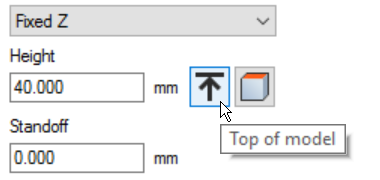 Fixed Z
Height
40.000 mm
Top of model
Standoff
0.000 mm